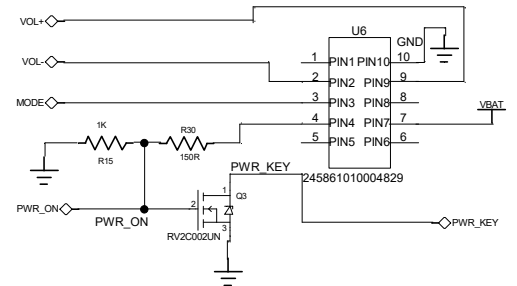 VOL+
U6
GND
1 PIN1 PIN10 10
VOL-
2 PIN2 PIN9 9
MODE
3 PIN3 PIN8 8
VBAT
1K
R30
4 PIN4 PIN7 7
R15
150R
5 PIN5 PIN6 6
PWR_KEY
245861010004829
1
Q3
PWR_ON
2
PWR_ON
3
PWR_KEY
RV2C002UN